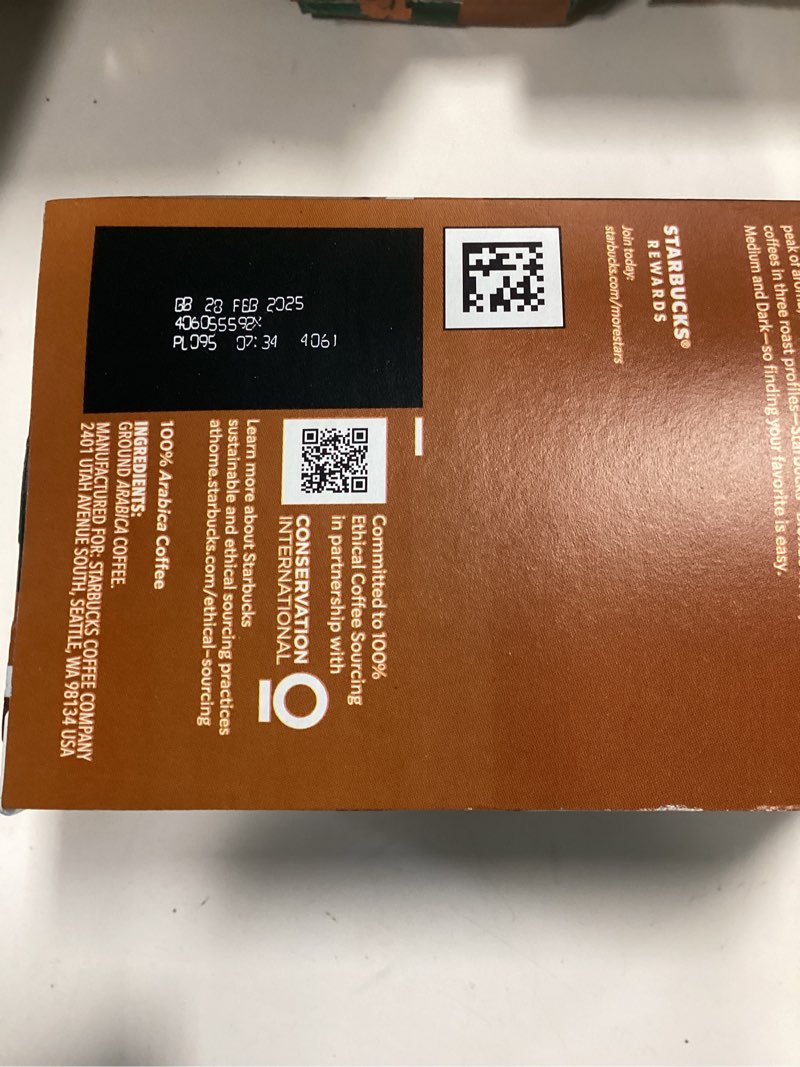 BB 28 FEB 2025
406055592X
PL095 07:34 4061
STARBUCKS®
REWARDS
Join today:
starbucks.com/morestars
peak of
coffees in three roast profiles—
Medium and Dark—so finding your favorite is easy.
Committed to 100%
Ethical Coffee Sourcing
in partnership with
CONSERVATION
INTERNATIONAL
Learn more about Starbucks
sustainable and ethical sourcing practices
athome.starbucks.com/ethical-sourcing
100% Arabica Coffee
INGREDIENTS:
GROUND ARABICA COFFEE.
MANUFACTURED FOR: STARBUCKS COFFEE COMPANY
2401 UTAH AVENUE SOUTH, SEATTLE, WA 98134 USA